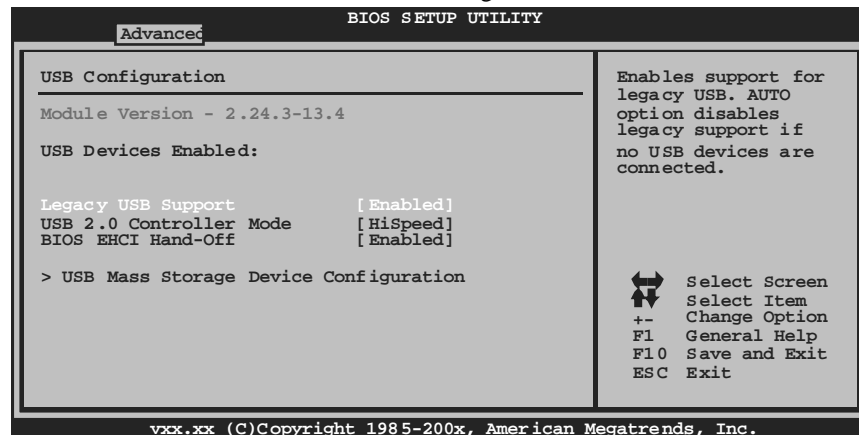 BIOS SETUP UTILITY
Advanced
USB Configuration
Module Version - 2.24.3-13.4
USB Devices Enabled:
Legacy USB Support [Enabled]
USB 2.0 Controller Mode [HiSpeed]
BIOS EHCI Hand-Off [Enabled]
> USB Mass Storage Device Configuration
Enables support for
legacy USB. AUTO
option disables
legacy support if
no USB devices are
connected.
Select Screen
Select Item
+- Change Option
F1 General Help
F10 Save and Exit
ESC Exit
vxx.xx (C)Copyright 1985-200x, American Megatrends, Inc.